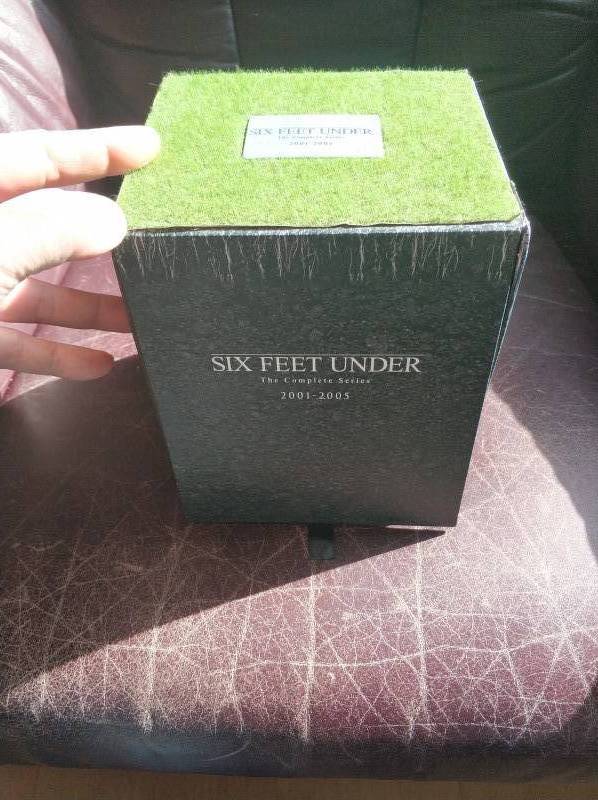 SIX FEET UNDER
The Complete Series
2001-2005
SIX FEET UNDER
The Complete Series
2001-2005